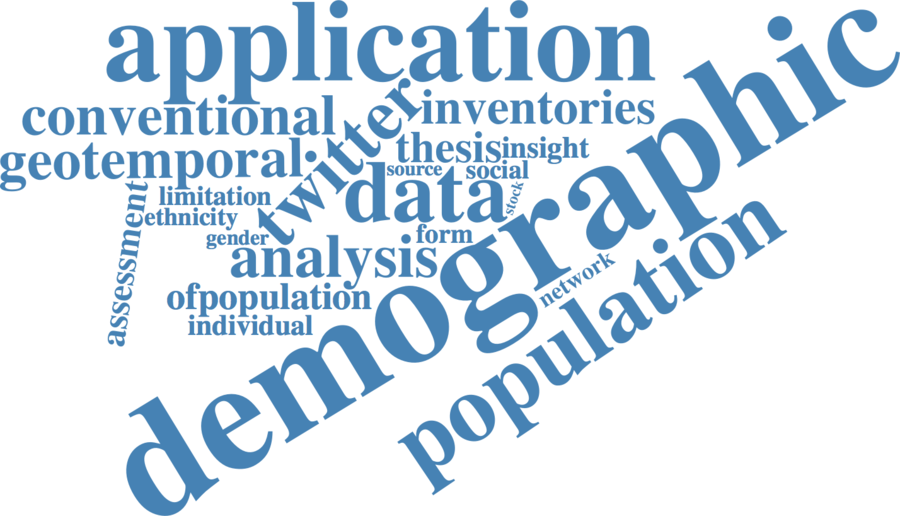 application
conventional
inventories
twitter
geotemporal:
thesis
insight
source
social
data
stock
limitation
ethnicity
gender
form
assessment
analysis
demographic
network
population
ofpopulation
individual